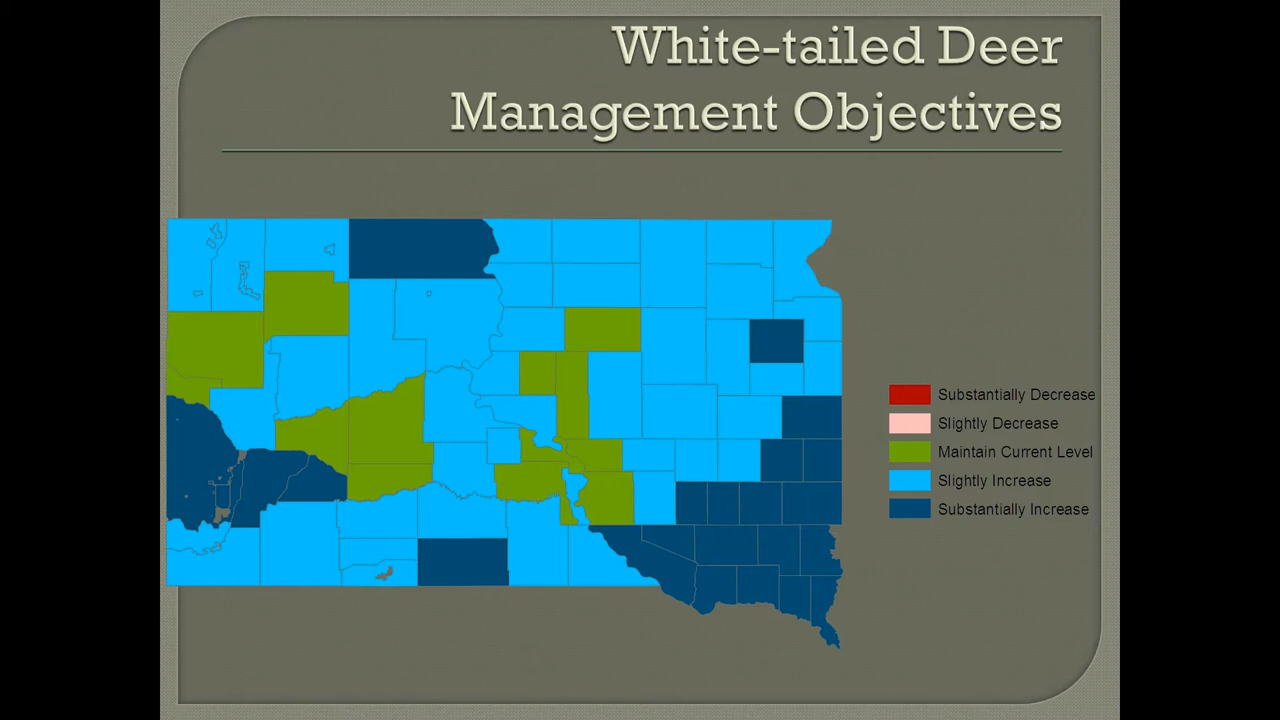 White-tailed Deer
Management Objectives
Substantially Decrease
Slightly Decrease
Maintain Current Level
Slightly Increase
Substantially Increase